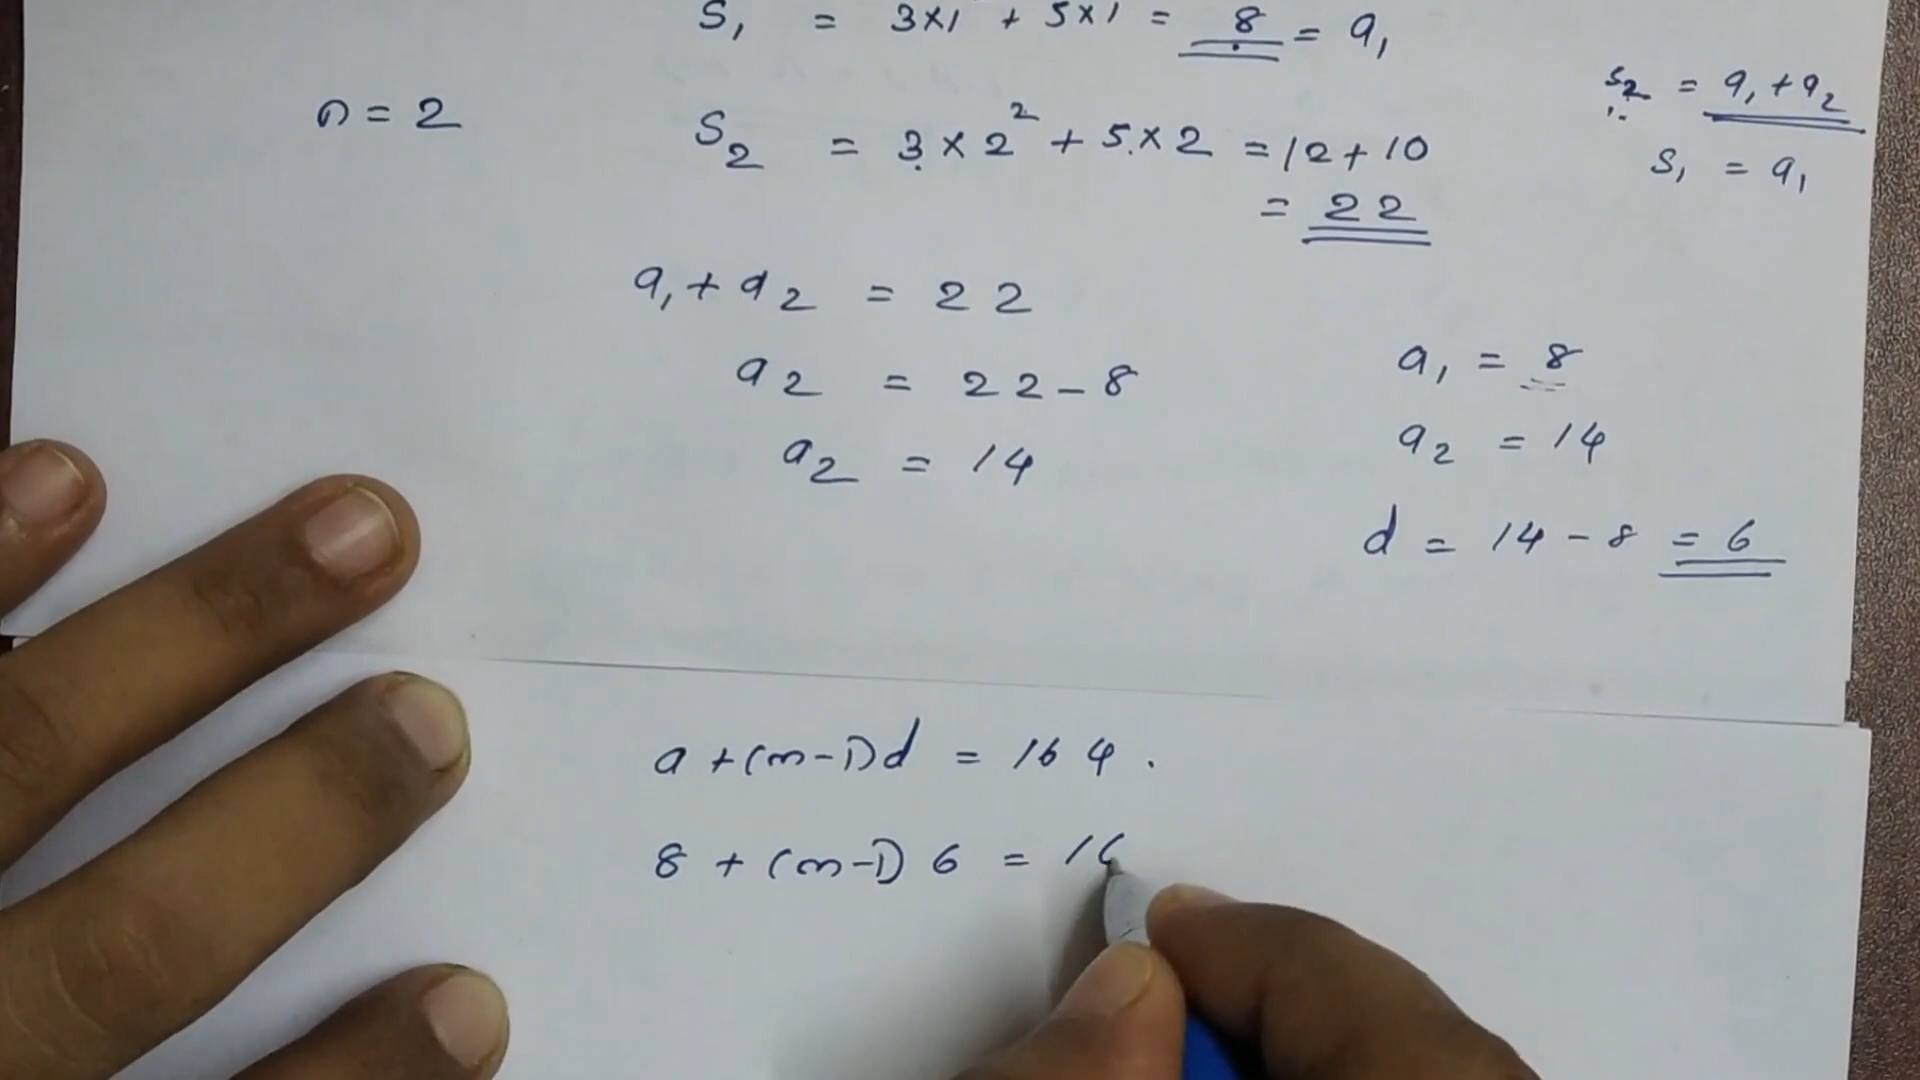 S₁ = 3×1 + 5×1 = 8 = a₁
n = 2
S₂ = 3 × 2² + 5 × 2 = 12 + 10
= 22
S₂ = a₁ + a₂
S₁ = a₁
a₁ + a₂ = 22
a₂ = 22 - 8
a₂ = 14
a₁ = 8
a₂ = 14
d = 14 - 8 = 6
a + (m-1)d = 164.
8 + (m-1) 6 = 16